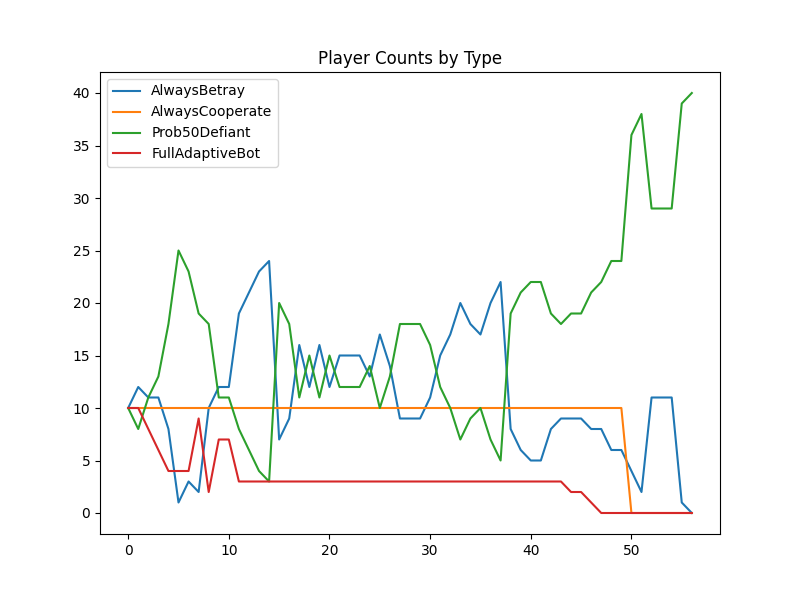 Player Counts by Type
AlwaysBetray
AlwaysCooperate
Prob50Defiant
FullAdaptiveBot
40
35
30
25
20
15
10
5
0
0 10 20 30 40 50